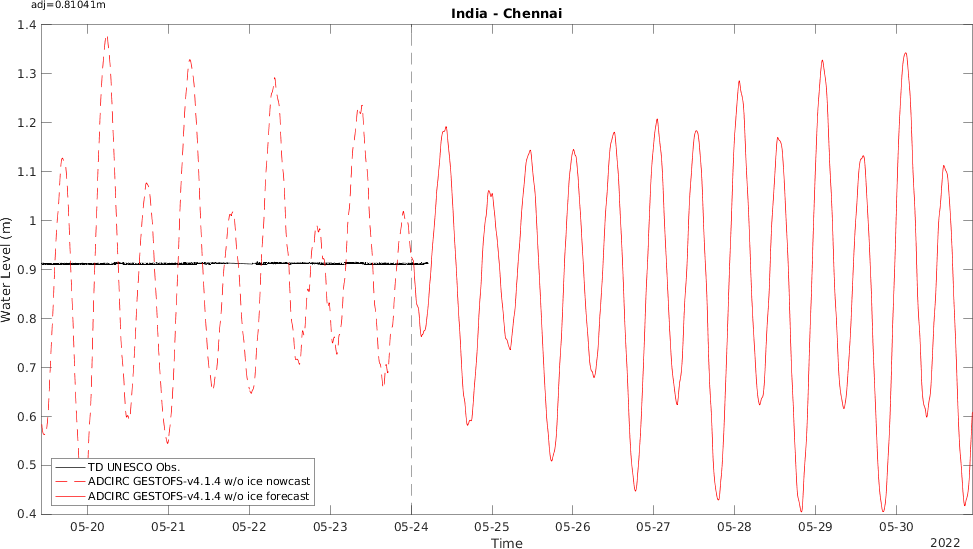 adj=0.81041m
India - Chennai
1.4
1.3
1.2
1.1
1
0.9
0.8
0.7
0.6
0.5
0.4
Water Level (m)
TD UNESCO Obs.
ADCIRC GESTOFS-v4.1.4 w/o ice nowcast
ADCIRC GESTOFS-v4.1.4 w/o ice forecast
05-20 05-21 05-22 05-23 05-24 05-25 05-26 05-27 05-28 05-29 05-30
Time
2022